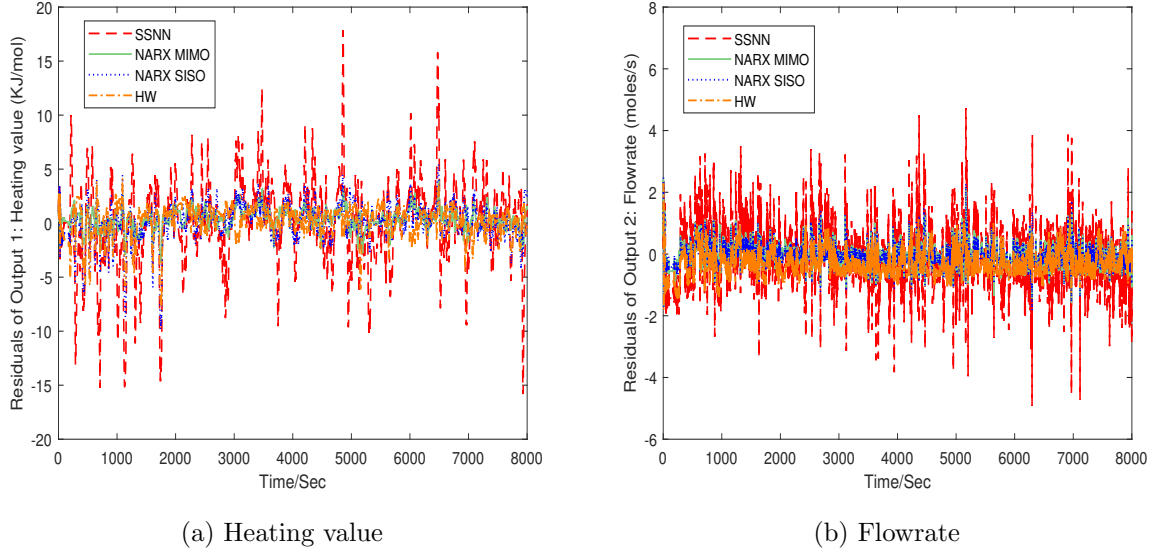 20
15
10
5
0
-5
-10
-15
-20
Residuals of Output 1: Heating value (KJ/mol)
SSNN
NARX MIMO
NARX SISO
HW
0 1000 2000 3000 4000 5000 6000 7000 8000
Time/Sec
(a) Heating value
8
6
4
2
0
-2
-4
-6
Residuals of Output 2: Flowrate (moles/s)
SSNN
NARX MIMO
NARX SISO
HW
0 1000 2000 3000 4000 5000 6000 7000 8000
Time/Sec
(b) Flowrate